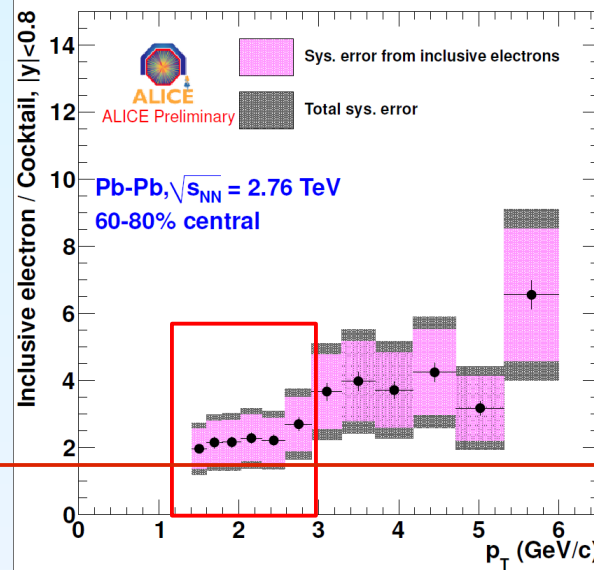 Inclusive electron / Cocktail, |y|<0.8
14
12
10
8
6
4
2
0
ALICE
ALICE Preliminary
Sys. error from inclusive electrons
Total sys. error
Pb-Pb, √s_NN = 2.76 TeV
60-80% central
0 1 2 3 4 5 6
p_T (GeV/c)